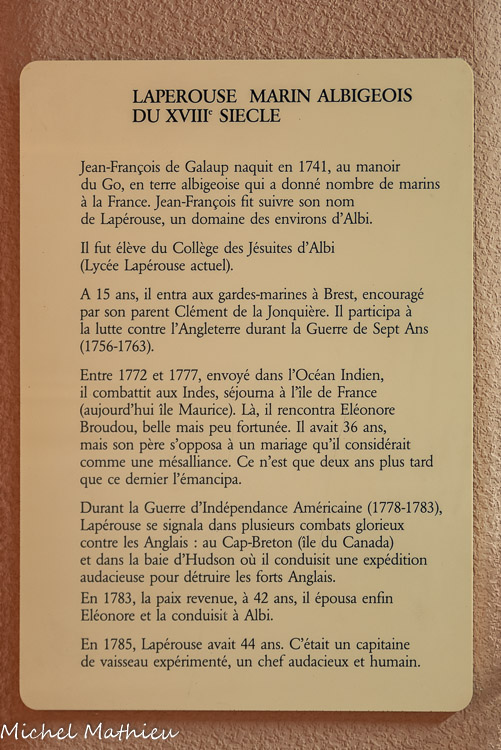 LAPEROUSE MARIN ALBIGEOIS
DU XVIIIe SIECLE
Jean-François de Galaup naquit en 1741, au manoir
du Go, en terre albigeoise qui a donné nombre de marins
à la France. Jean-François fit suivre son nom
de Lapérouse, un domaine des environs d'Albi.
Il fut élève du Collège des Jésuites d'Albi
(Lycée Lapérouse actuel).
A 15 ans, il entra aux gardes-marines à Brest, encouragé
par son parent Clément de la Jonquière. Il participa à
la lutte contre l'Angleterre durant la Guerre de Sept Ans
(1756-1763).
Entre 1772 et 1777, envoyé dans l'Océan Indien,
il combattit aux Indes, séjourna à l'île de France
(aujourd'hui île Maurice). Là, il rencontra Eléonore
Broudou, belle mais peu fortunée. Il avait 36 ans,
mais son père s'opposa à un mariage qu'il considérait
comme une mésalliance. Ce n'est que deux ans plus tard
que ce dernier l'émancipa.
Durant la Guerre d'Indépendance Américaine (1778-1783),
Lapérouse se signala dans plusieurs combats glorieux
contre les Anglais : au Cap-Breton (île du Canada)
et dans la baie d'Hudson où il conduisit une expédition
audacieuse pour détruire les forts Anglais.
En 1783, la paix revenue, à 42 ans, il épousa enfin
Eléonore et la conduisit à Albi.
En 1785, Lapérouse avait 44 ans. C'était un capitaine
de vaisseau expérimenté, un chef audacieux et humain.
Michel Mathieu